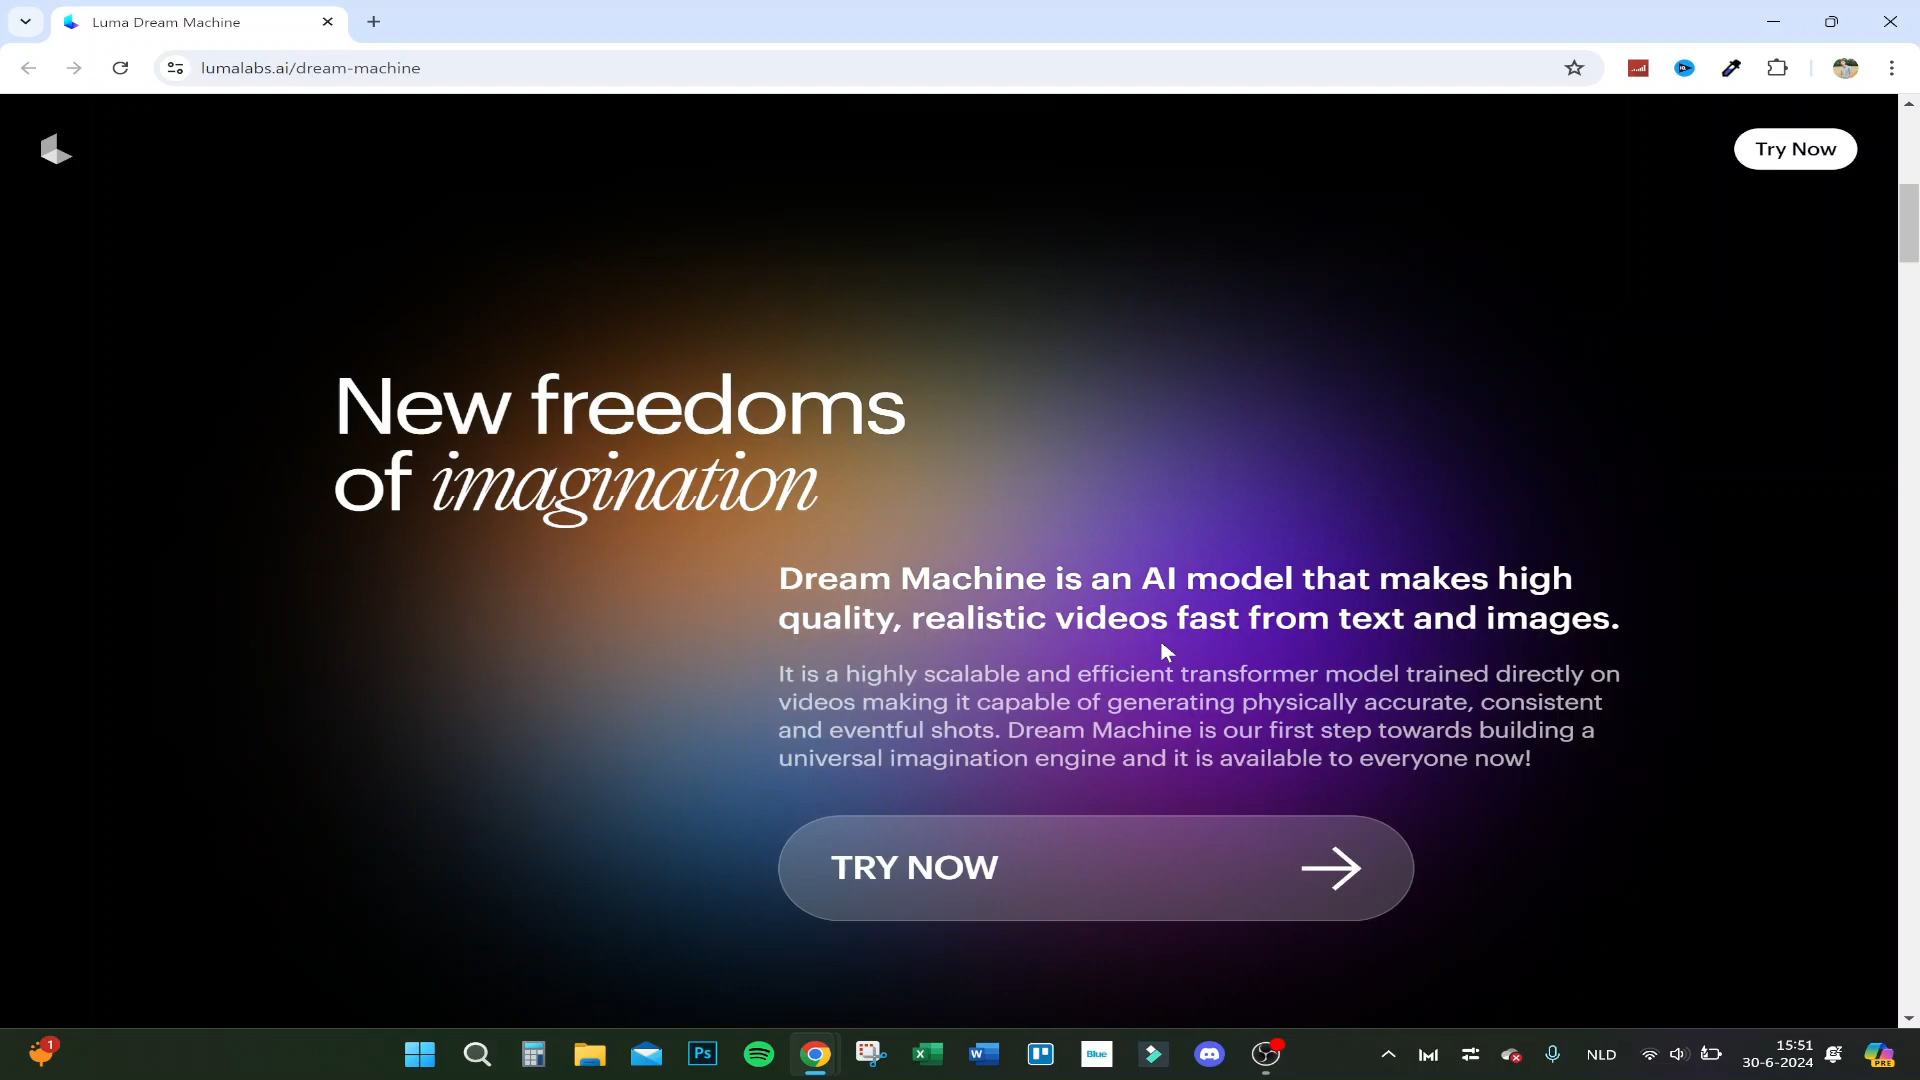 Luma Dream Machine
lumalabs.ai/dream-machine
Try Now
New freedoms
of imagination
Dream Machine is an AI model that makes high
quality, realistic videos fast from text and images.
It is a highly scalable and efficient transformer model trained directly on
videos making it capable of generating physically accurate, consistent
and eventful shots. Dream Machine is our first step towards building a
universal imagination engine and it is available to everyone now!
TRY NOW
1
Ps
Blue
NLD
15:51
30-6-2024
PRE